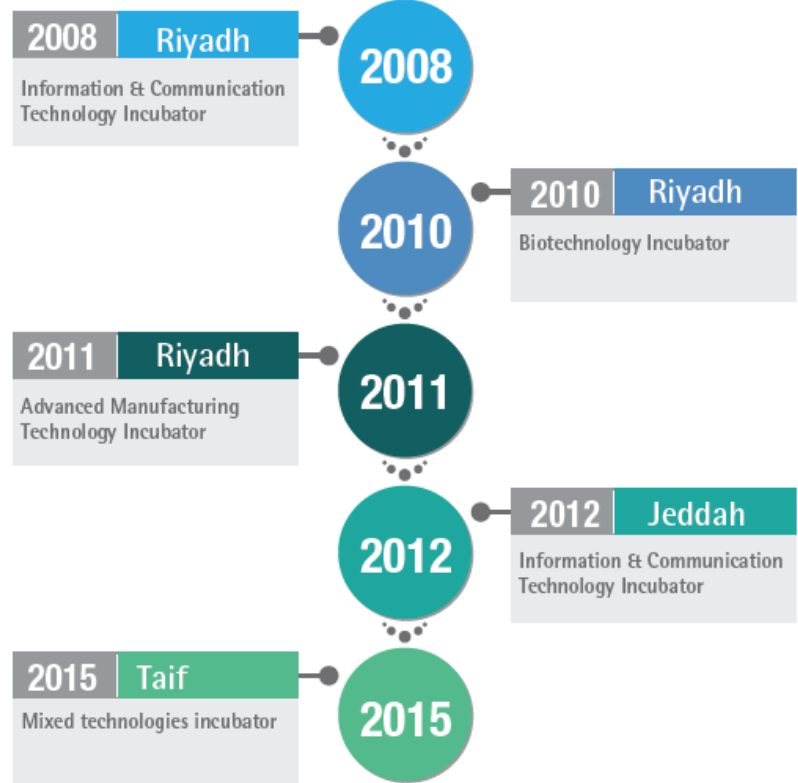 2008 Riyadh
2008
Information & Communication
Technology Incubator
2010
2010 Riyadh
Biotechnology Incubator
2011 Riyadh
2011
Advanced Manufacturing
Technology Incubator
2012 Jeddah
2012
Information & Communication
Technology Incubator
2015 Taif
2015
Mixed technologies incubator